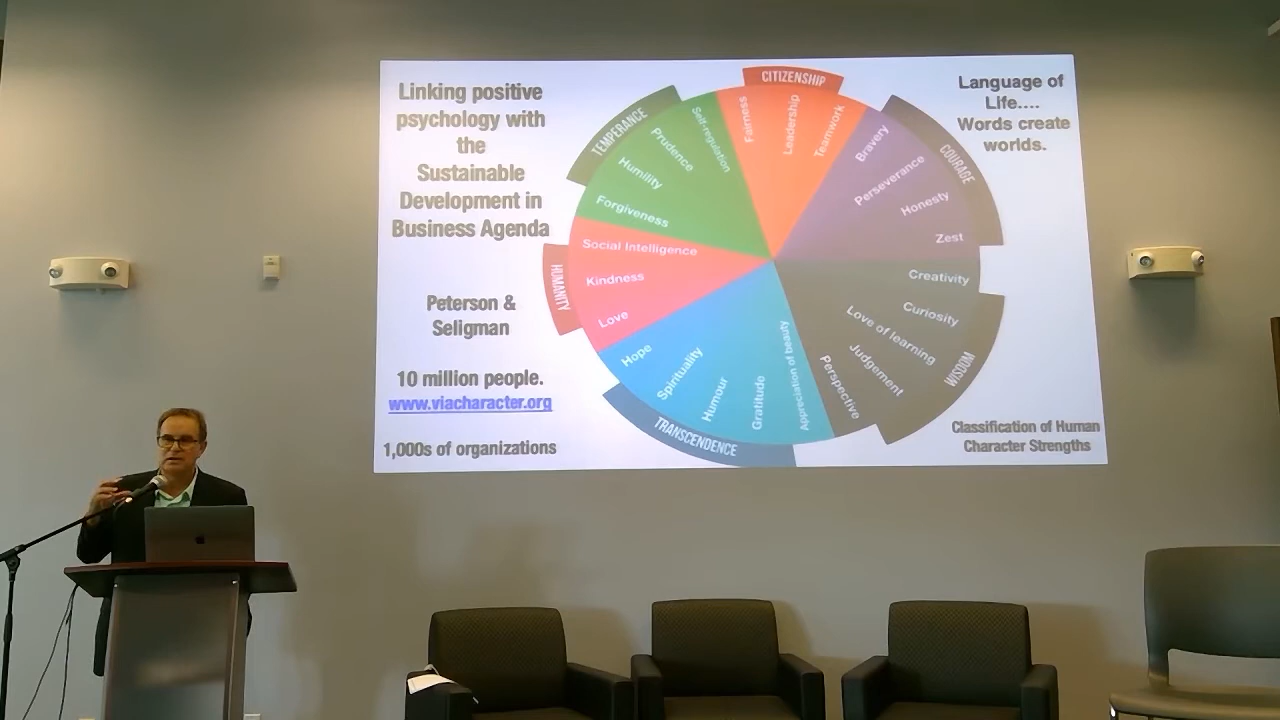 Linking positive
psychology with
the
Sustainable
Development in
Business Agenda
Peterson &
Seligman
10 million people.
www.viacharacter.org
1,000s of organizations
CITIZENSHIP
Fairness
Leadership
Teamwork
COURAGE
Bravery
Perseverance
Honesty
Zest
WISDOM
Creativity
Curiosity
Love of learning
Judgement
Perspective
TRANSCENDENCE
Appreciation of beauty
Gratitude
Humour
Spirituality
Hope
HUMANITY
Love
Kindness
Social Intelligence
TEMPERANCE
Forgiveness
Humility
Prudence
Self-regulation
Language of
Life....
Words create
worlds.
Classification of Human
Character Strengths